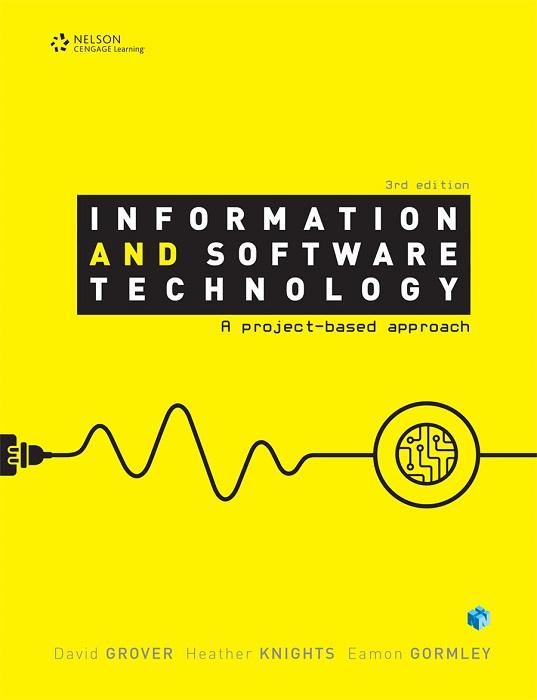 NELSON
CENGAGE Learning
3rd edition
INFORMATION
AND SOFTWARE
TECHNOLOGY
A project-based approach
David GROVER Heather KNIGHTS Eamon GORMLEY